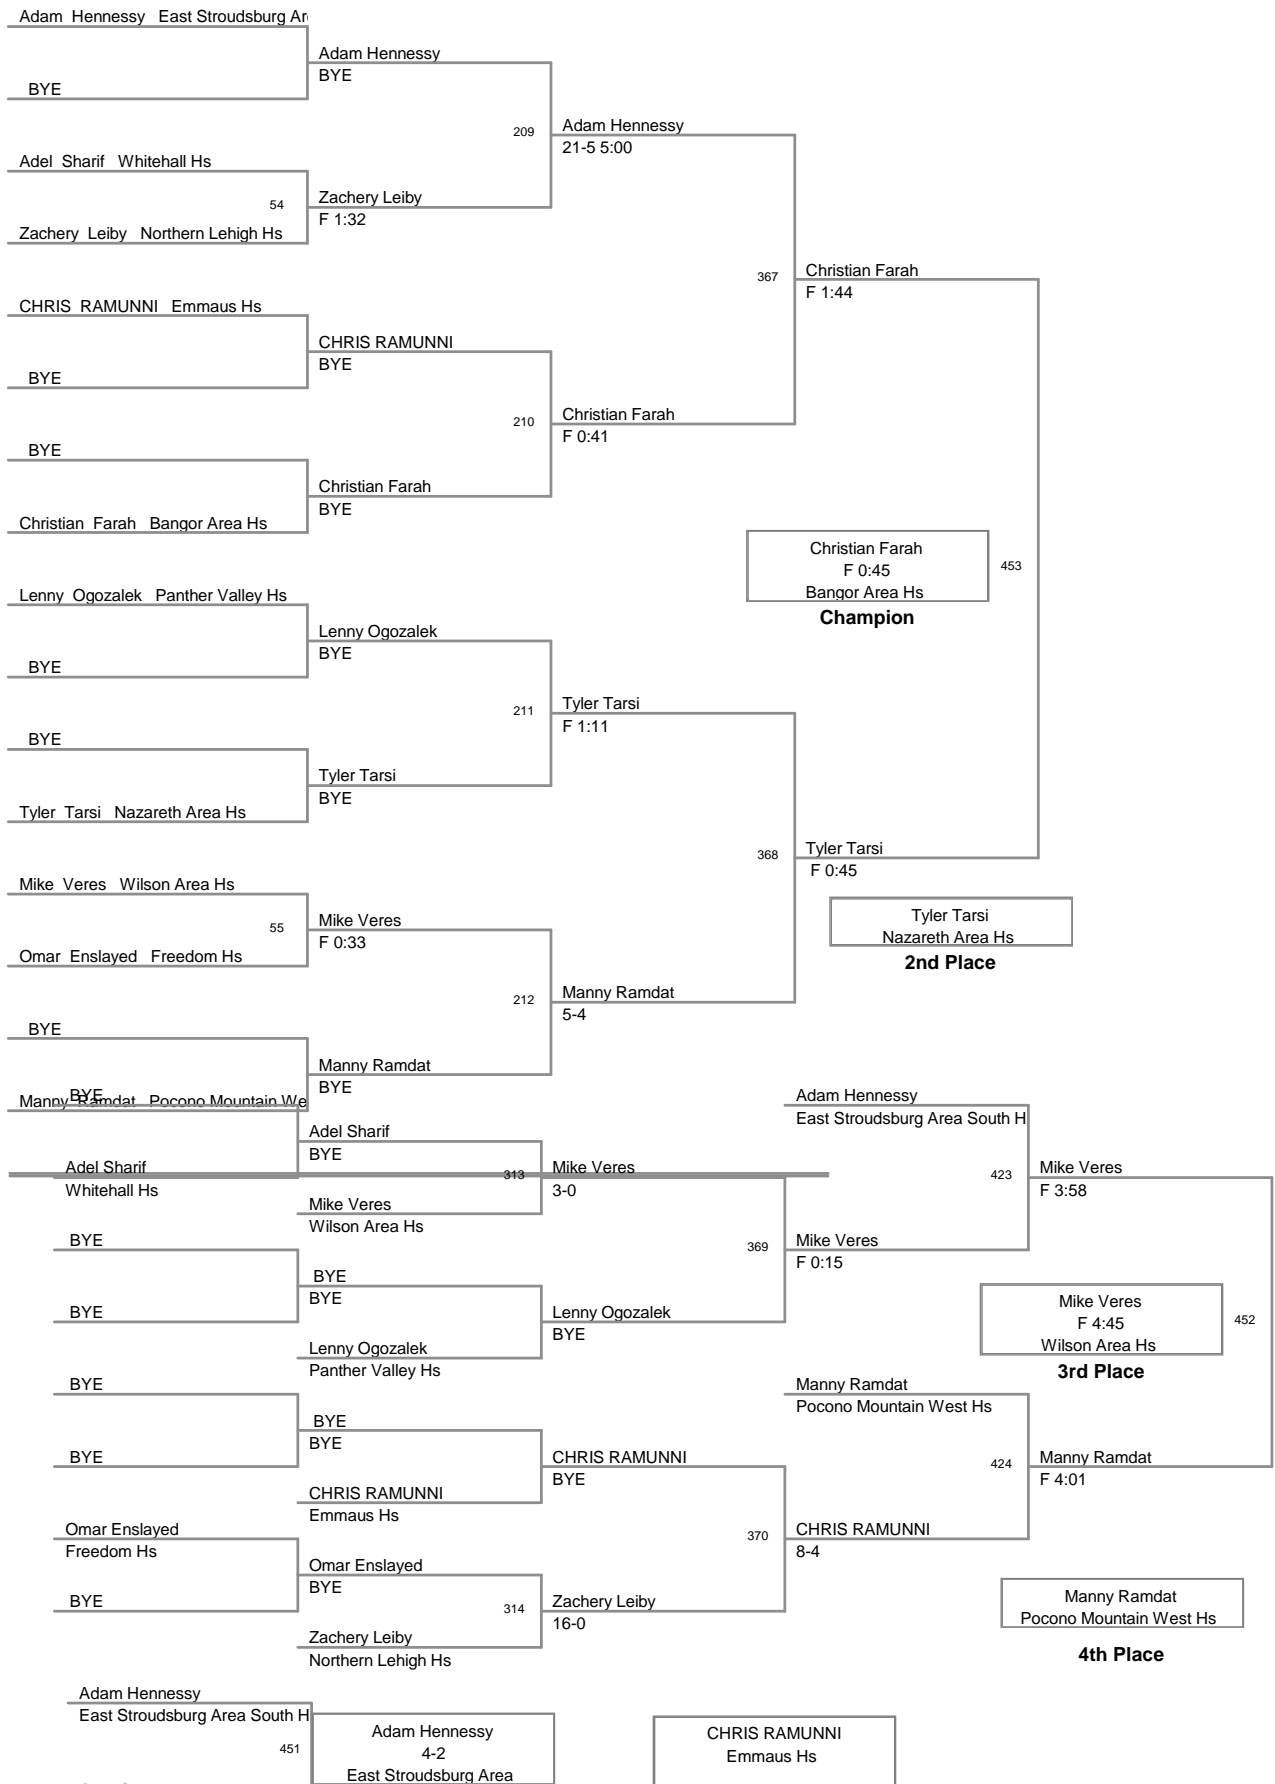 Adam Hennessy East Stroudsburg Ar
Adam Hennessy
BYE
BYE
209
Adam Hennessy
21-5 5:00
Adel Sharif Whitehall Hs
54
Zachery Leiby
F 1:32
Zachery Leiby Northern Lehigh Hs
367
Christian Farah
F 1:44
CHRIS RAMUNNI Emmaus Hs
CHRIS RAMUNNI
BYE
BYE
210
Christian Farah
F 0:41
BYE
Christian Farah
BYE
Christian Farah Bangor Area Hs
Christian Farah
F 0:45
Bangor Area Hs
Champion
453
Lenny Ogozalek Panther Valley Hs
Lenny Ogozalek
BYE
BYE
211
Tyler Tarsi
F 1:11
BYE
Tyler Tarsi
BYE
Tyler Tarsi Nazareth Area Hs
368
Tyler Tarsi
F 0:45
Mike Veres Wilson Area Hs
55
Mike Veres
F 0:33
Omar Enslayed Freedom Hs
Tyler Tarsi
Nazareth Area Hs
2nd Place
212
Manny Ramdat
5-4
BYE
Manny Ramdat
BYE
Manny Ramdat Pocono Mountain We
BYE
Adam Hennessy
East Stroudsburg Area South H
Adel Sharif
BYE
Adel Sharif
Whitehall Hs
313
Mike Veres
3-0
423
Mike Veres
F 3:58
Mike Veres
Wilson Area Hs
BYE
369
Mike Veres
F 0:15
BYE
BYE
BYE
Lenny Ogozalek
BYE
Mike Veres
F 4:45
Wilson Area Hs
3rd Place
452
Lenny Ogozalek
Panther Valley Hs
BYE
Manny Ramdat
Pocono Mountain West Hs
BYE
BYE
BYE
CHRIS RAMUNNI
BYE
424
Manny Ramdat
F 4:01
CHRIS RAMUNNI
Emmaus Hs
Omar Enslayed
Freedom Hs
370
CHRIS RAMUNNI
8-4
Omar Enslayed
BYE
BYE
314
Zachery Leiby
16-0
Manny Ramdat
Pocono Mountain West Hs
4th Place
Zachery Leiby
Northern Lehigh Hs
Adam Hennessy
East Stroudsburg Area South H
451
Adam Hennessy
4-2
East Stroudsburg Area
CHRIS RAMUNNI
Emmaus Hs